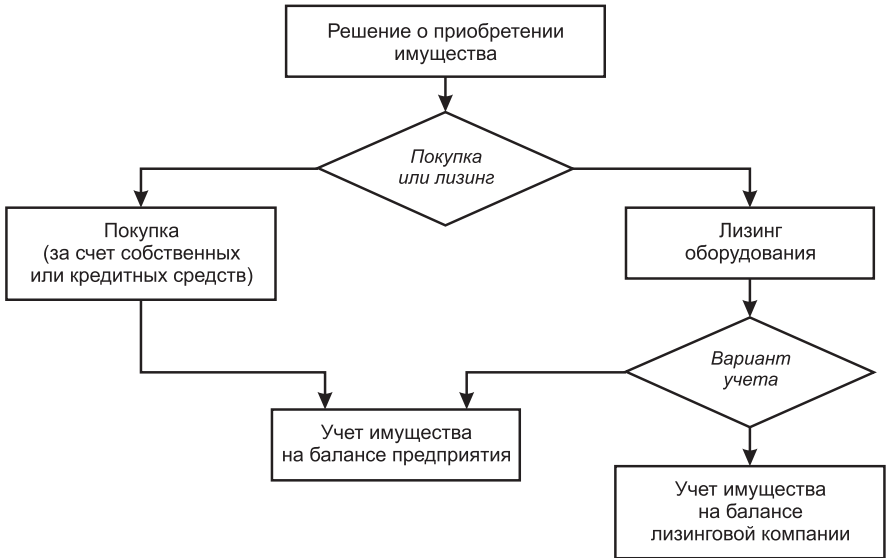 Решение о приобретении
имущества
Покупка
или лизинг
Покупка
(за счет собственных
или кредитных средств)
Лизинг
оборудования
Вариант
учета
Учет имущества
на балансе предприятия
Учет имущества
на балансе
лизинговой компании